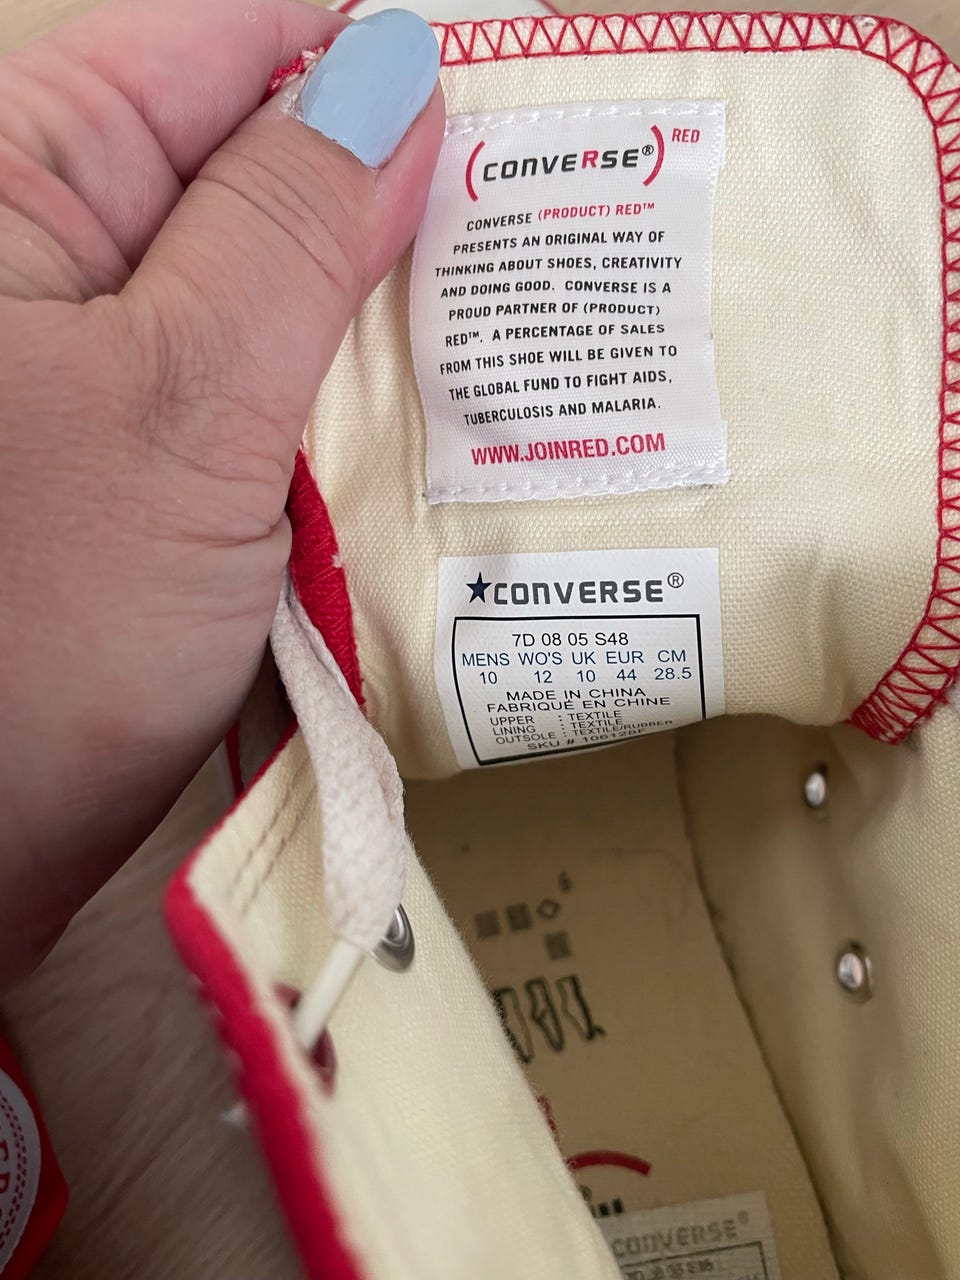 (CONVERSE®) RED
CONVERSE (PRODUCT) RED™
PRESENTS AN ORIGINAL WAY OF
THINKING ABOUT SHOES, CREATIVITY
AND DOING GOOD. CONVERSE IS A
PROUD PARTNER OF (PRODUCT)
RED™. A PERCENTAGE OF SALES
FROM THIS SHOE WILL BE GIVEN TO
THE GLOBAL FUND TO FIGHT AIDS,
TUBERCULOSIS AND MALARIA.
WWW.JOINRED.COM
★CONVERSE®
7D 08 05 S48
MENS WO'S UK EUR CM
10 12 10 44 28.5
MADE IN CHINA
FABRIQUE EN CHINE
UPPER : TEXTILE
LINING : TEXTILE
OUTSOLE : TEXTILE/RUBBER
SKU #
CONVERSE®